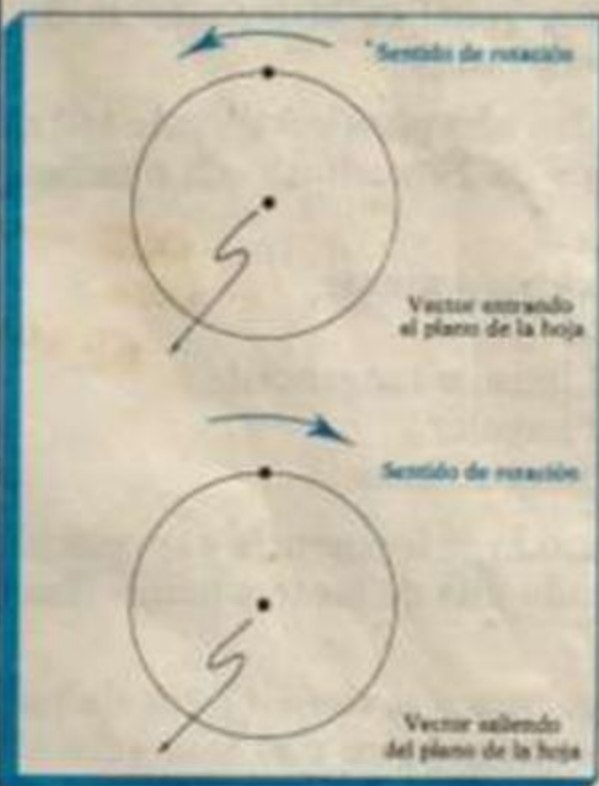 Sentido de rotación
Vector entrando
el plano de la hoja
Sentido de rotación
Vector saliendo
del plano de la hoja